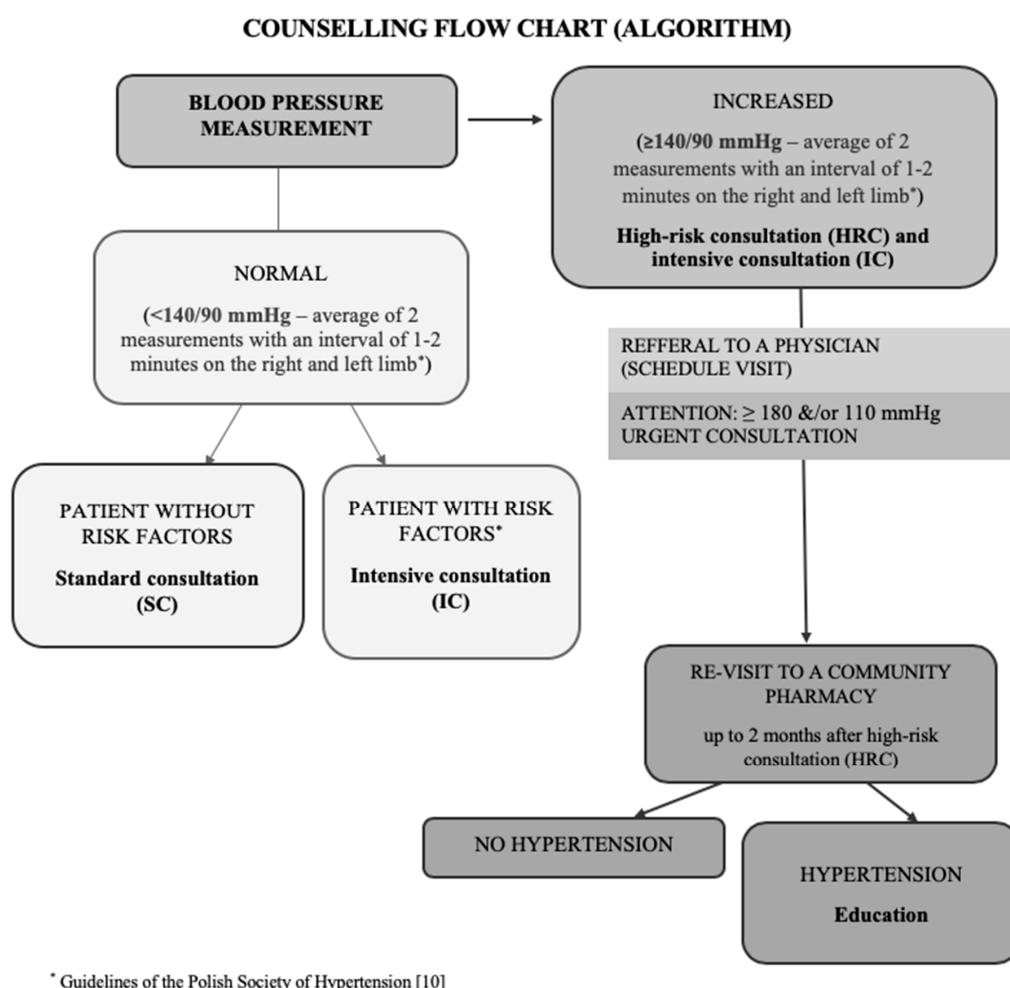 COUNSELLING FLOW CHART (ALGORITHM)
BLOOD PRESSURE
MEASUREMENT
INCREASED
(≥140/90 mmHg – average of 2
measurements with an interval of 1-2
minutes on the right and left limb*)
High-risk consultation (HRC) and
intensive consultation (IC)
NORMAL
(<140/90 mmHg – average of 2
measurements with an interval of 1-2
minutes on the right and left limb*)
REFFERAL TO A PHYSICIAN
(SCHEDULE VISIT)
ATTENTION: ≥ 180 &/or 110 mmHg
URGENT CONSULTATION
PATIENT WITHOUT
RISK FACTORS
Standard consultation
(SC)
PATIENT WITH RISK
FACTORS*
Intensive consultation
(IC)
RE-VISIT TO A COMMUNITY
PHARMACY
up to 2 months after high-risk
consultation (HRC)
NO HYPERTENSION
HYPERTENSION
Education
* Guidelines of the Polish Society of Hypertension [10]